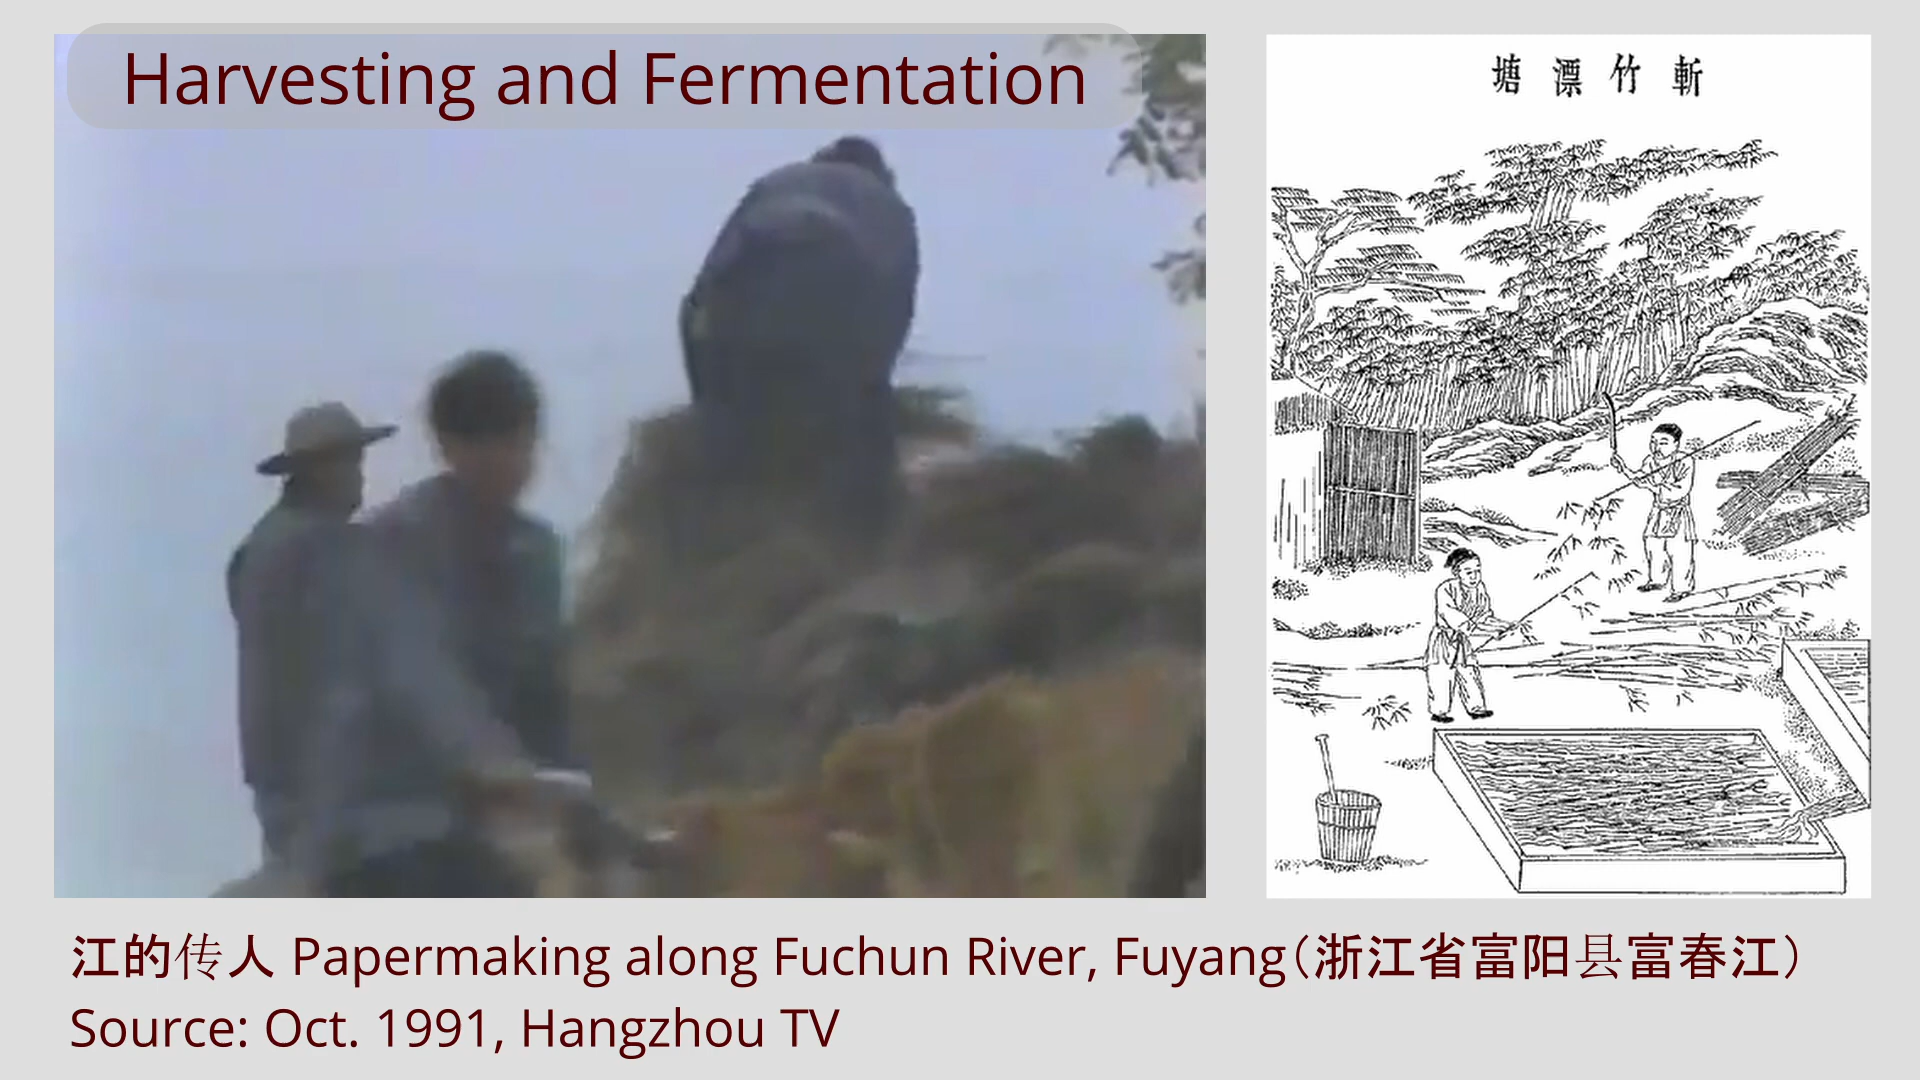 Harvesting and Fermentation
塘漂竹斬
江的传人 Papermaking along Fuchun River, Fuyang(浙江省富阳县富春江)
Source: Oct. 1991, Hangzhou TV